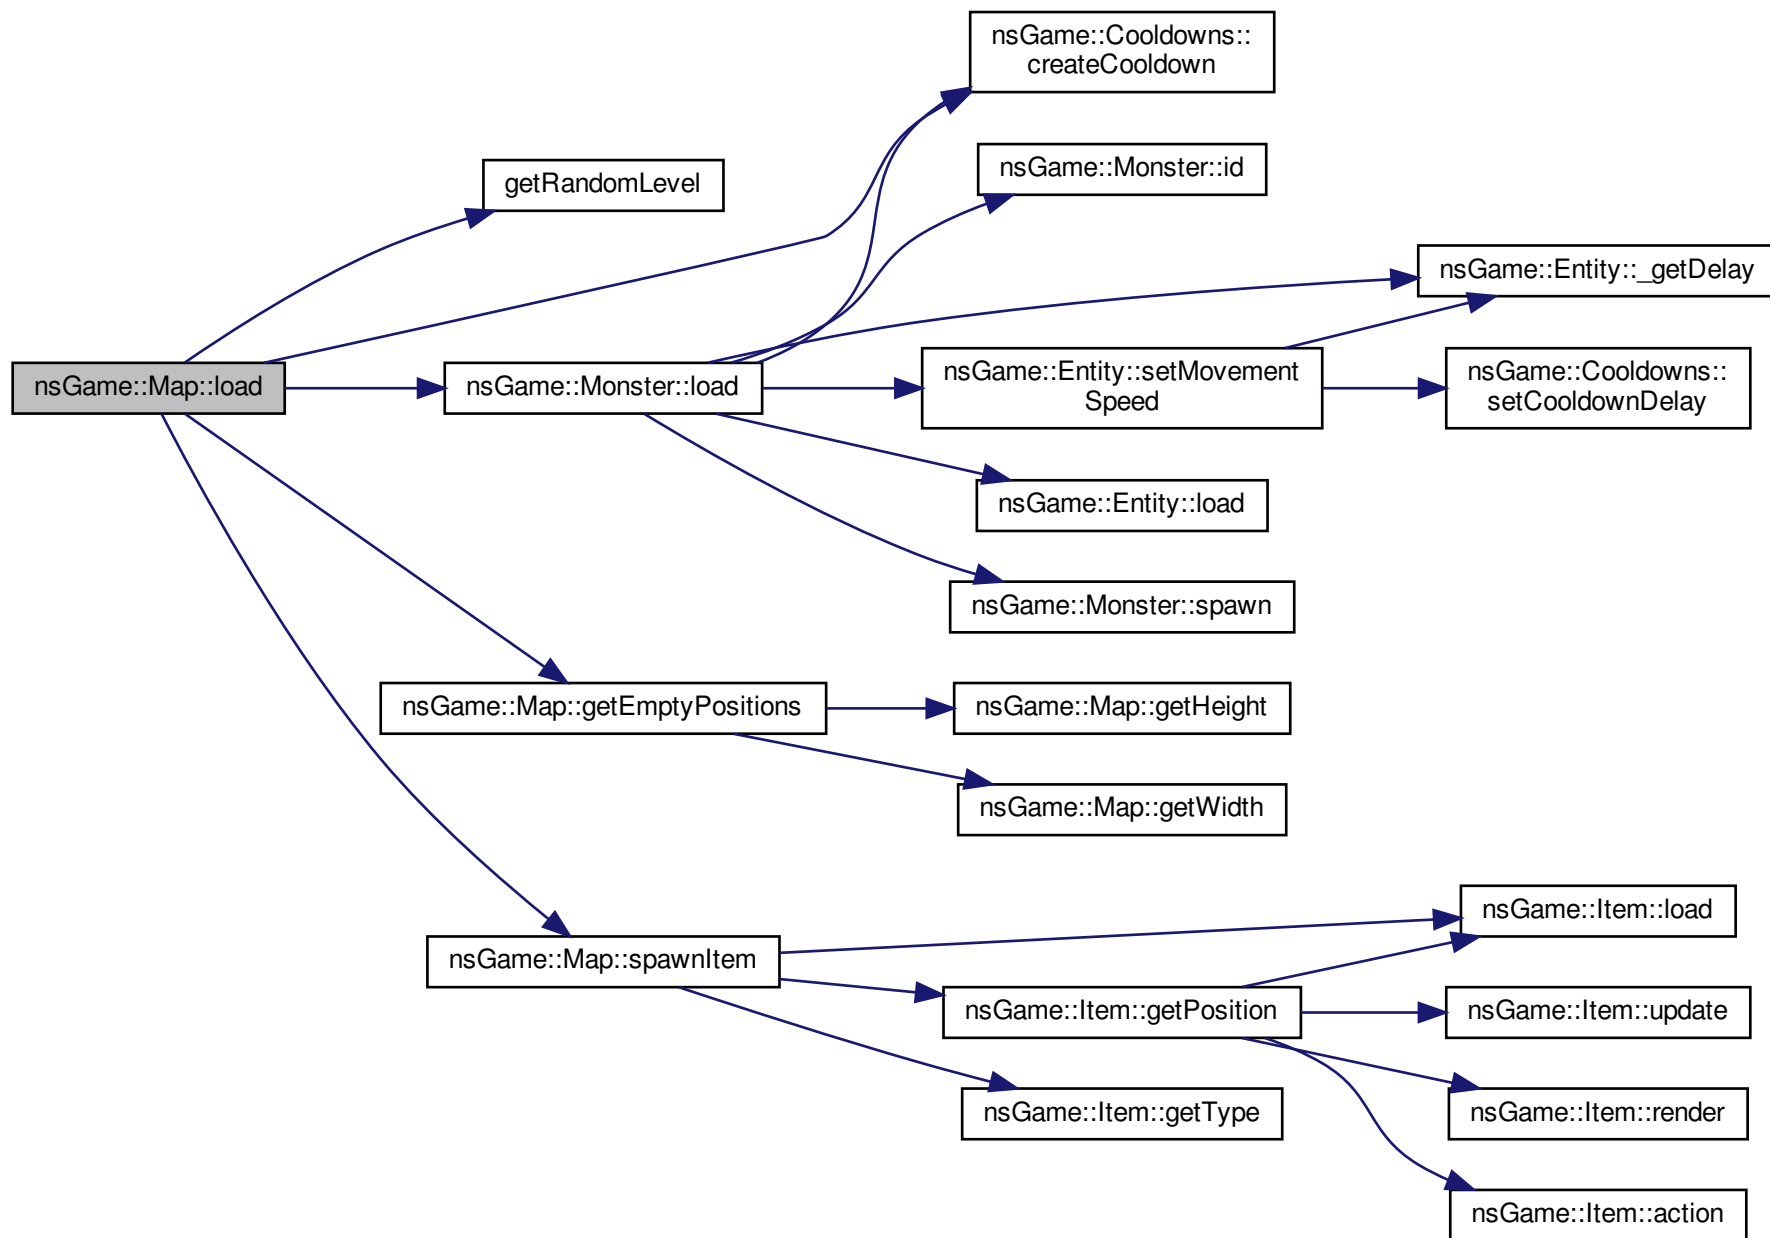 nsGame::Cooldowns::
createCooldown
nsGame::Monster::id
getRandomLevel
nsGame::Entity::_getDelay
nsGame::Map::load
nsGame::Monster::load
nsGame::Entity::setMovement
Speed
nsGame::Cooldowns::
setCooldownDelay
nsGame::Entity::load
nsGame::Monster::spawn
nsGame::Map::getEmptyPositions
nsGame::Map::getHeight
nsGame::Map::getWidth
nsGame::Item::load
nsGame::Map::spawnItem
nsGame::Item::getPosition
nsGame::Item::update
nsGame::Item::getType
nsGame::Item::render
nsGame::Item::action